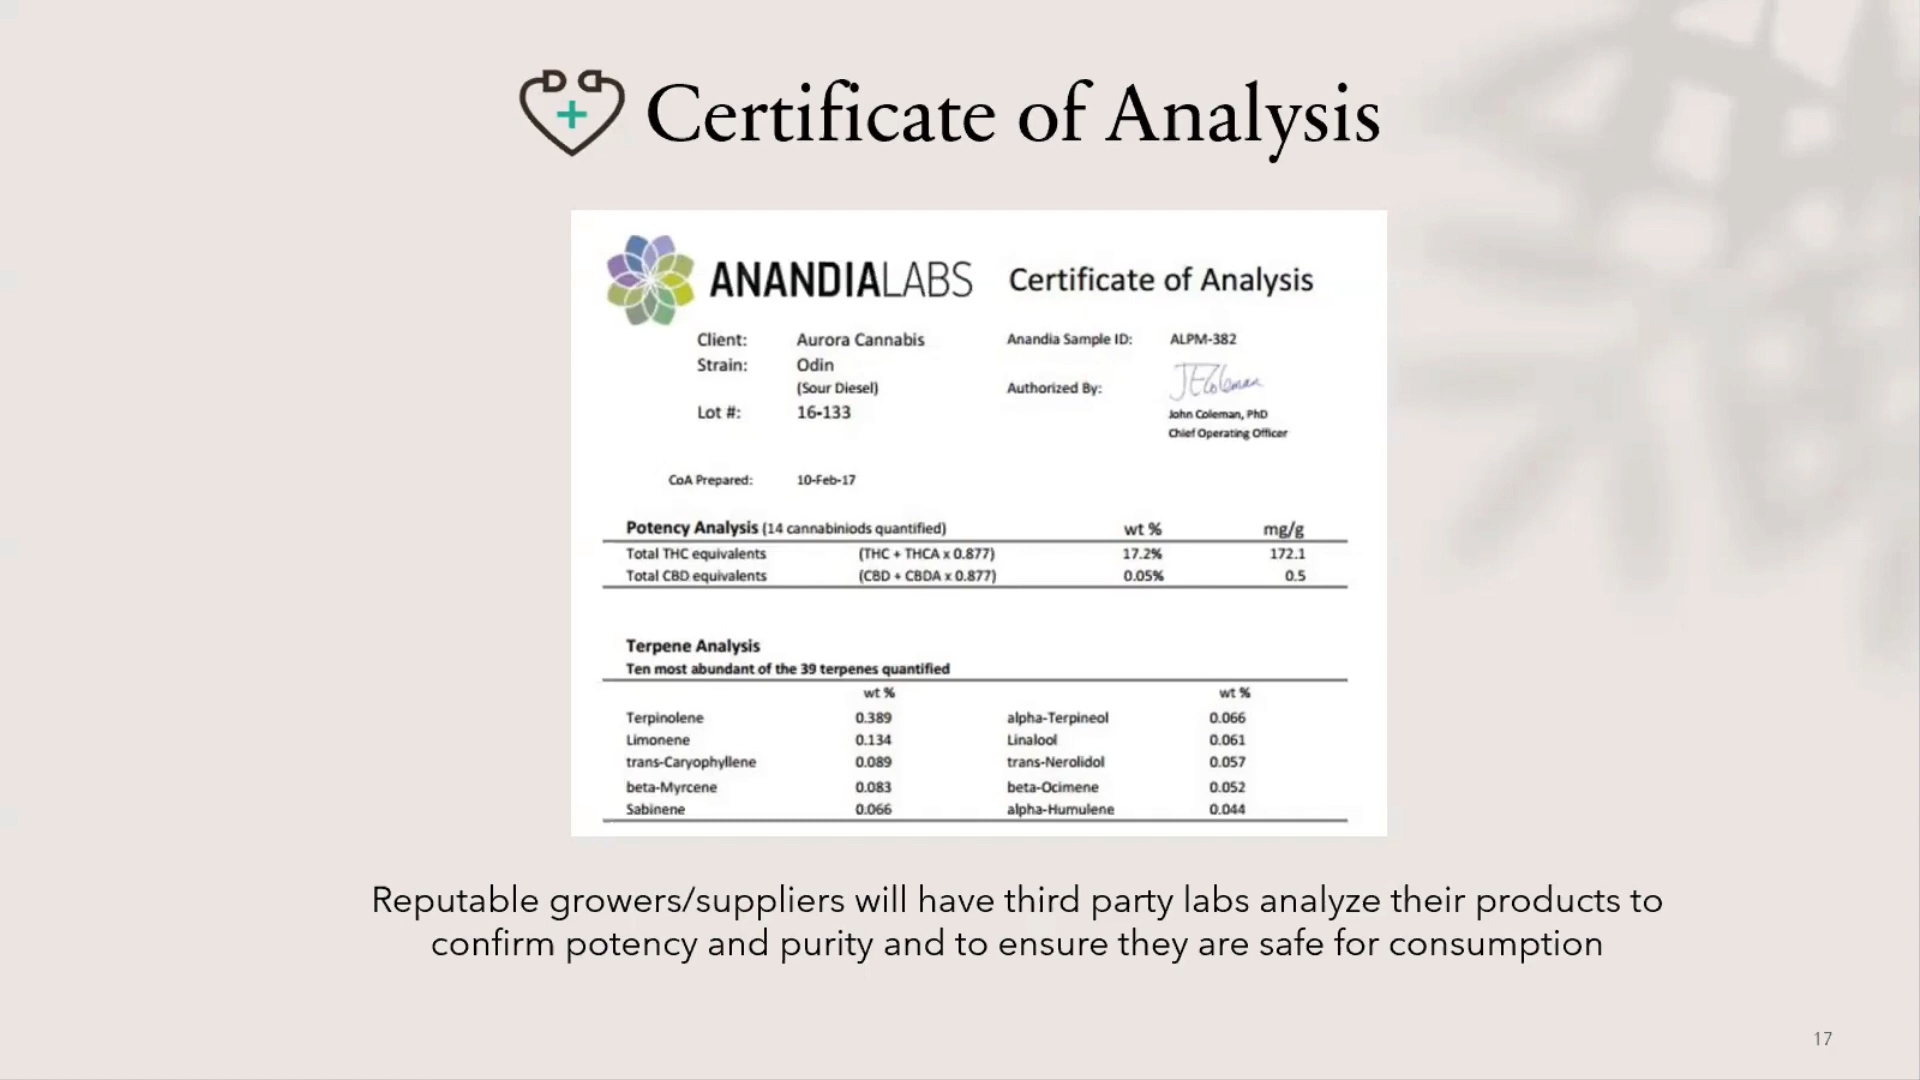 Certificate of Analysis
ANANDIALABS Certificate of Analysis
Client: Aurora Cannabis Anandia Sample ID: ALPM-382
Strain: Odin
(Sour Diesel) Authorized By: JEColeman
Lot #: 16-133 John Coleman, PhD
Chief Operating Officer
CoA Prepared: 10-Feb-17
Potency Analysis (14 cannabiniods quantified) wt % mg/g
Total THC equivalents (THC + THCA x 0.877) 17.2% 172.1
Total CBD equivalents (CBD + CBDA x 0.877) 0.05% 0.5
Terpene Analysis
Ten most abundant of the 39 terpenes quantified
wt % wt %
Terpinolene 0.389 alpha-Terpineol 0.066
Limonene 0.134 Linalool 0.061
trans-Caryophyllene 0.089 trans-Nerolidol 0.057
beta-Myrcene 0.083 beta-Ocimene 0.052
Sabinene 0.066 alpha-Humulene 0.044
Reputable growers/suppliers will have third party labs analyze their products to
confirm potency and purity and to ensure they are safe for consumption
17